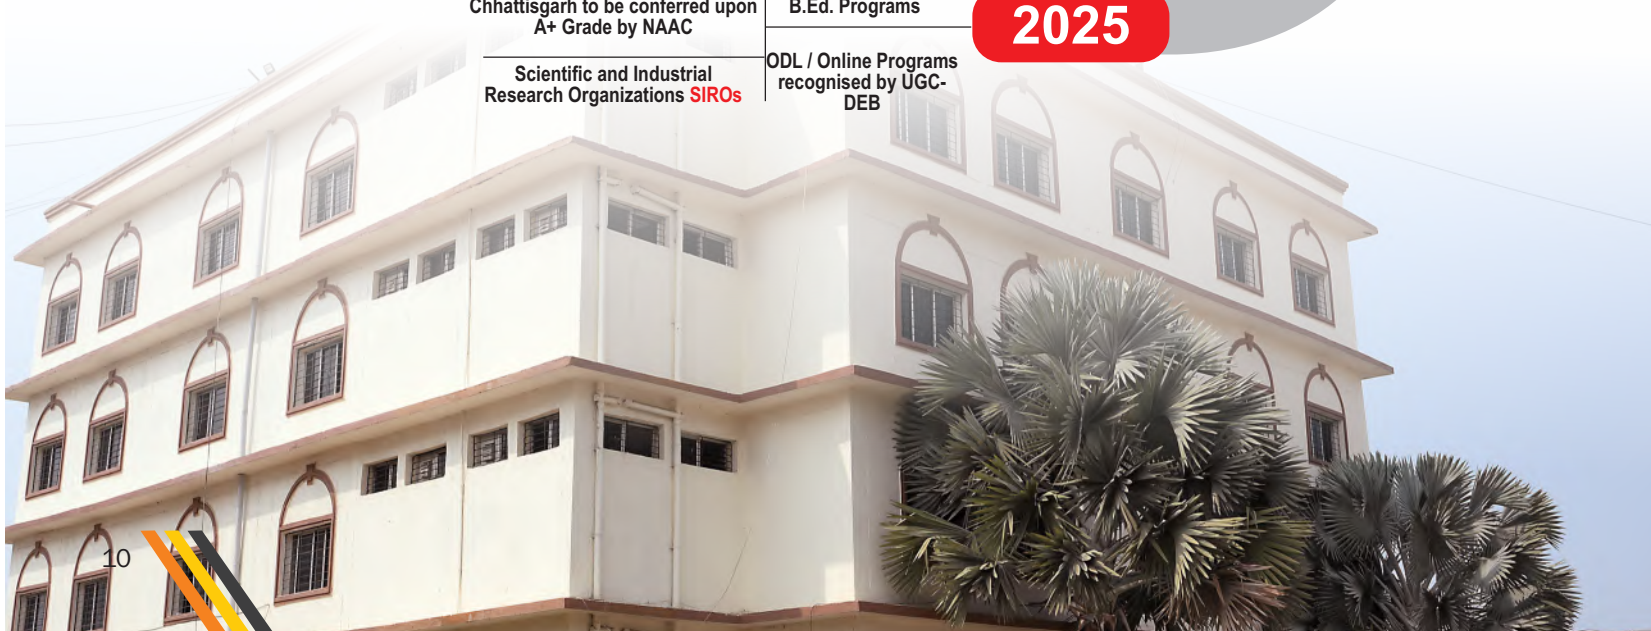 Chhattisgarh to be conferred upon
A+ Grade by NAAC
Scientific and Industrial
Research Organizations SIROs
B.Ed. Programs
ODL / Online Programs
recognised by UGC-
DEB
2025
10